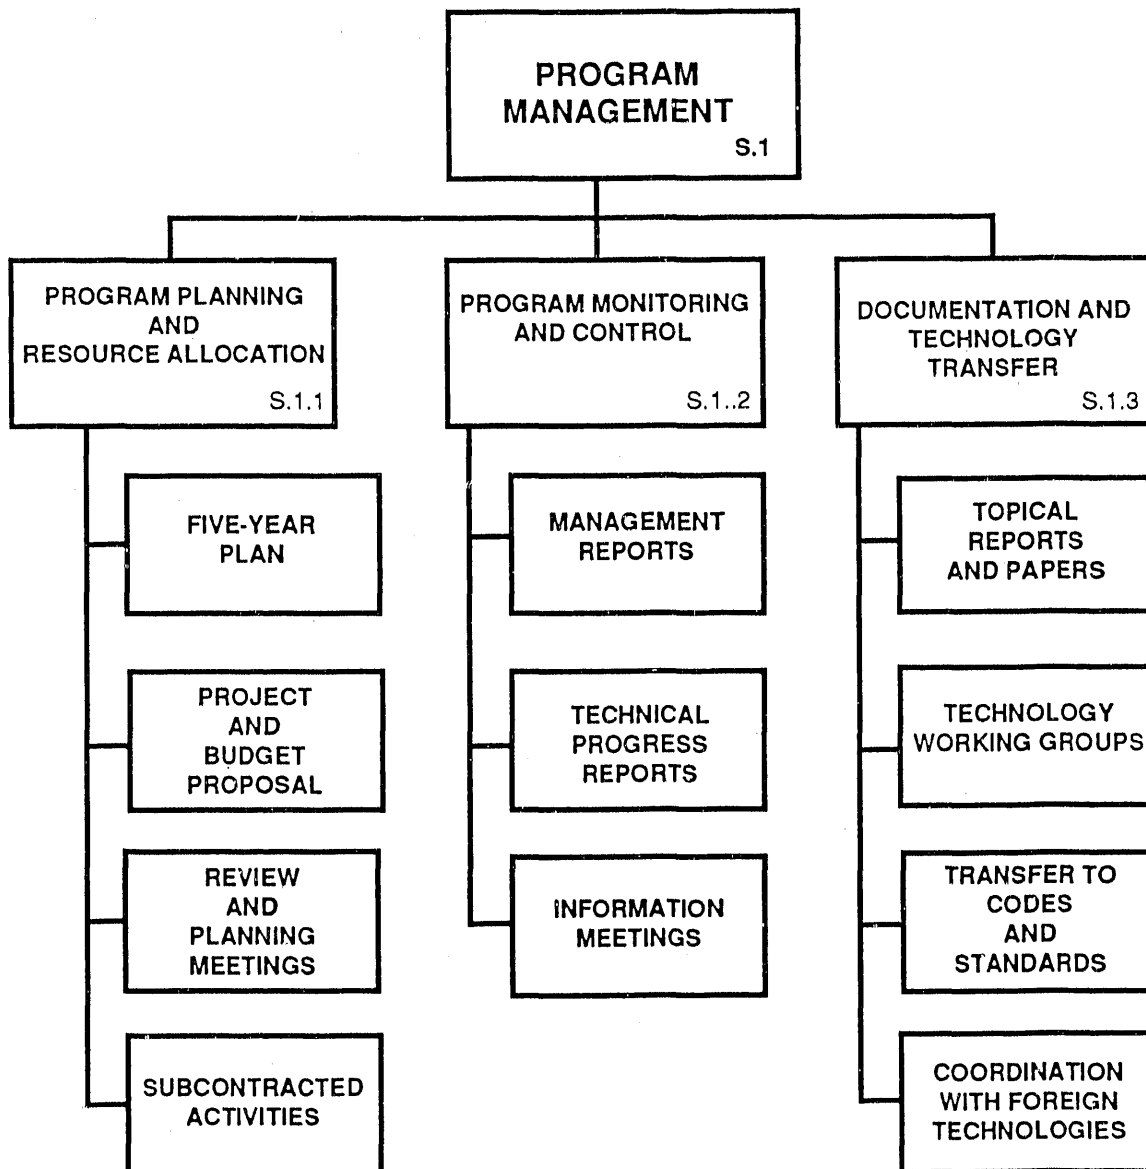 PROGRAM
MANAGEMENT
S.1
PROGRAM PLANNING
AND
RESOURCE ALLOCATION
S.1.1
FIVE-YEAR
PLAN
PROJECT
AND
BUDGET
PROPOSAL
REVIEW
AND
PLANNING
MEETINGS
SUBCONTRACTED
ACTIVITIES
PROGRAM MONITORING
AND CONTROL
S.1..2
MANAGEMENT
REPORTS
TECHNICAL
PROGRESS
REPORTS
INFORMATION
MEETINGS
DOCUMENTATION AND
TECHNOLOGY
TRANSFER
S.1.3
TOPICAL
REPORTS
AND PAPERS
TECHNOLOGY
WORKING GROUPS
TRANSFER TO
CODES
AND
STANDARDS
COORDINATION
WITH FOREIGN
TECHNOLOGIES